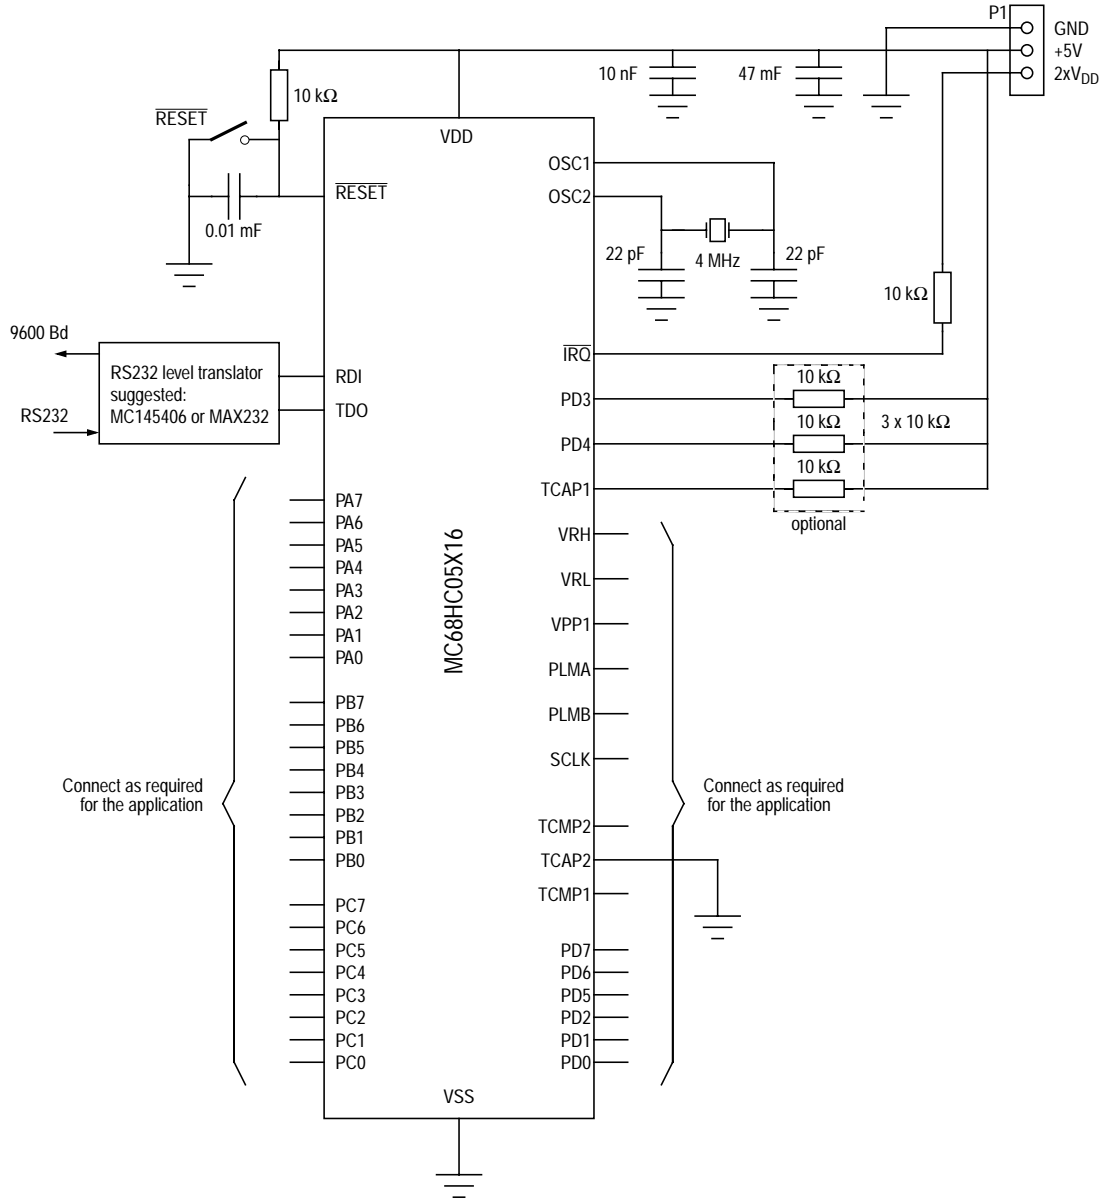 P1
GND
+5V
2xVDD
10 nF
47 mF
10 kΩ
RESET
VDD
OSC1
RESET
OSC2
0.01 mF
22 pF
4 MHz
22 pF
10 kΩ
9600 Bd
IRQ
RS232 level translator
suggested:
MC145406 or MAX232
RS232
RDI
TDO
10 kΩ
PD3
10 kΩ
3 x 10 kΩ
PD4
10 kΩ
TCAP1
optional
MC68HC05X16
PA7
PA6
PA5
PA4
PA3
PA2
PA1
PA0
PB7
PB6
PB5
PB4
PB3
PB2
PB1
PB0
PC7
PC6
PC5
PC4
PC3
PC2
PC1
PC0
Connect as required
for the application
VRH
VRL
VPP1
PLMA
PLMB
SCLK
TCMP2
TCAP2
TCMP1
PD7
PD6
PD5
PD2
PD1
PD0
Connect as required
for the application
VSS